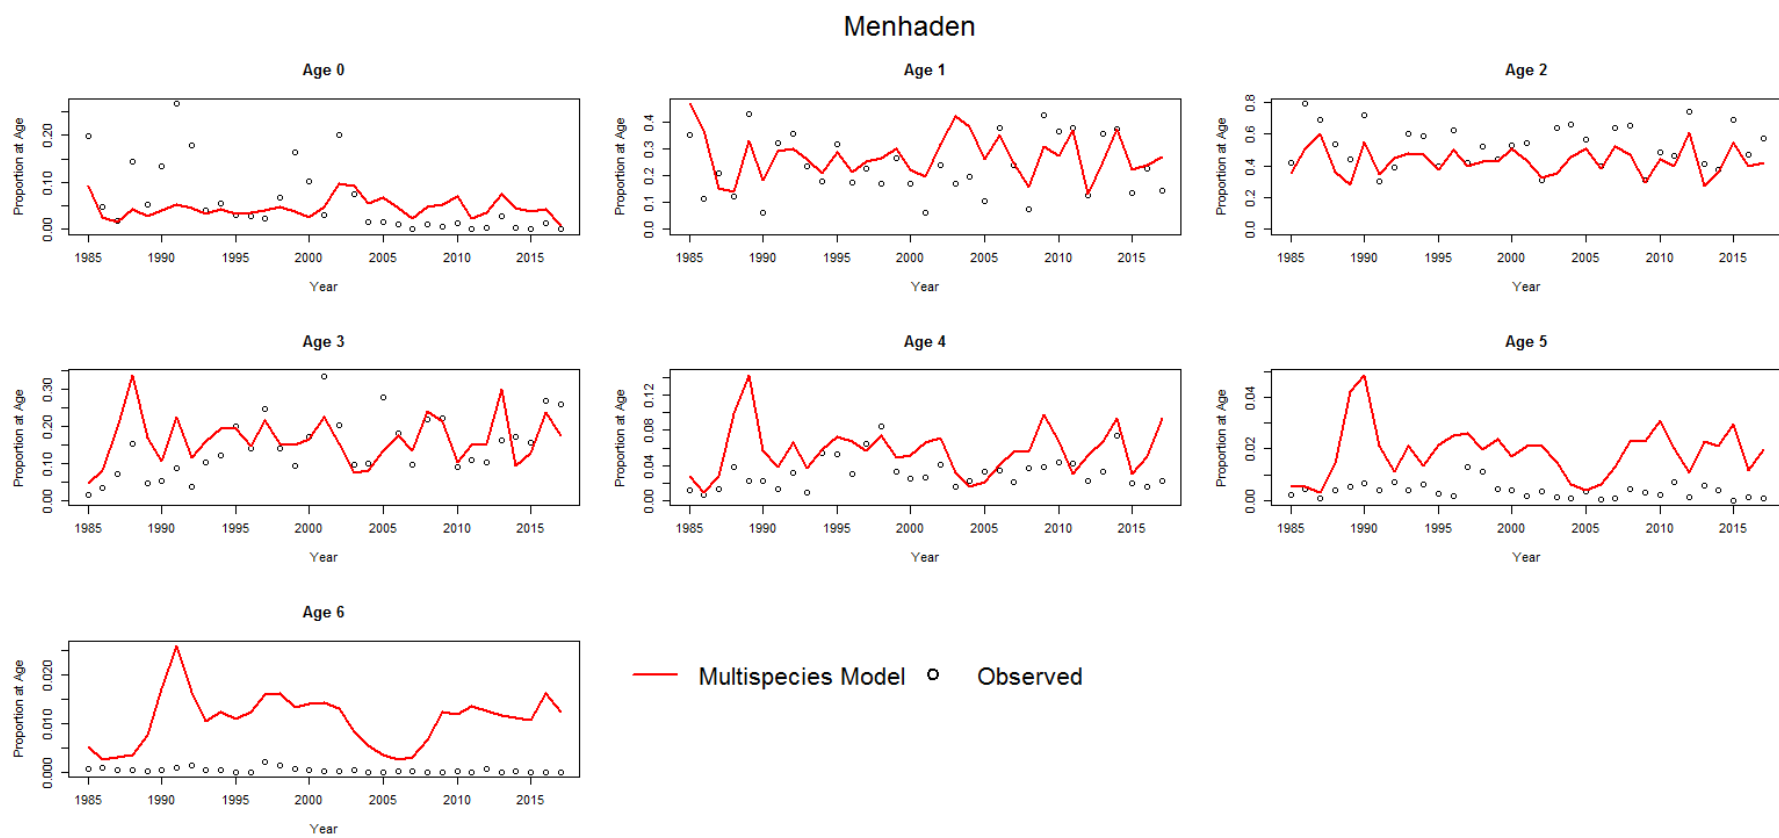 Menhaden
Age 0
Proportion at Age
0.00 0.10 0.20
1985 1990 1995 2000 2005 2010 2015
Year
Age 1
Proportion at Age
0.0 0.1 0.2 0.3 0.4
1985 1990 1995 2000 2005 2010 2015
Year
Age 2
Proportion at Age
0.0 0.2 0.4 0.6 0.8
1985 1990 1995 2000 2005 2010 2015
Year
Age 3
Proportion at Age
0.00 0.10 0.20 0.30
1985 1990 1995 2000 2005 2010 2015
Year
Age 4
Proportion at Age
0.00 0.04 0.08 0.12
1985 1990 1995 2000 2005 2010 2015
Year
Age 5
Proportion at Age
0.00 0.02 0.04
1985 1990 1995 2000 2005 2010 2015
Year
Age 6
Proportion at Age
0.000 0.010 0.020
1985 1990 1995 2000 2005 2010 2015
Year
Multispecies Model Observed